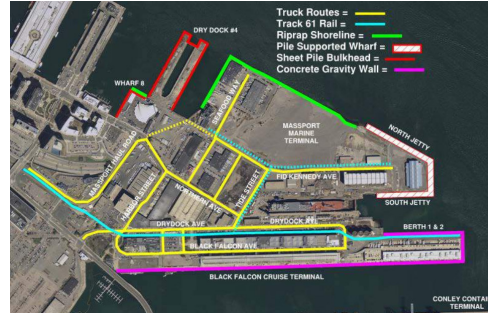 Truck Routes =
Track 61 Rail =
Riprap Shoreline =
Pile Supported Wharf =
Sheet Pile Bulkhead =
Concrete Gravity Wall =
DRY DOCK #4
WHARF 8
SEAFOOD WAY
MASSPORT
MARINE
TERMINAL
NORTH JETTY
MASSPORT HAUL ROAD
HARBOR STREET
NORTHERN AVE
TIDE STREET
FID KENNEDY AVE
SOUTH JETTY
DRYDOCK AVE
DRYDOCK AVE
BLACK FALCON AVE
BERTH 1 & 2
BLACK FALCON CRUISE TERMINAL
CONLEY CONTAI
TERMINAL